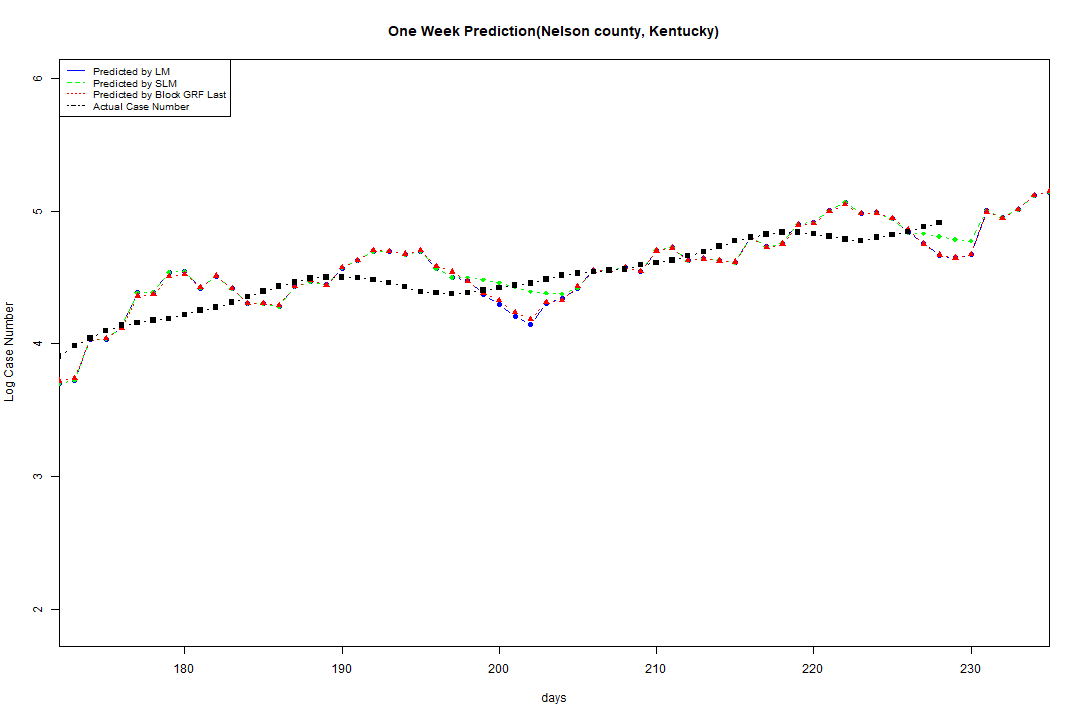 One Week Prediction(Nelson county, Kentucky)
Predicted by LM
Predicted by SLM
Predicted by Block GRF Last
Actual Case Number
6
5
4
3
2
Log Case Number
180 190 200 210 220 230
days